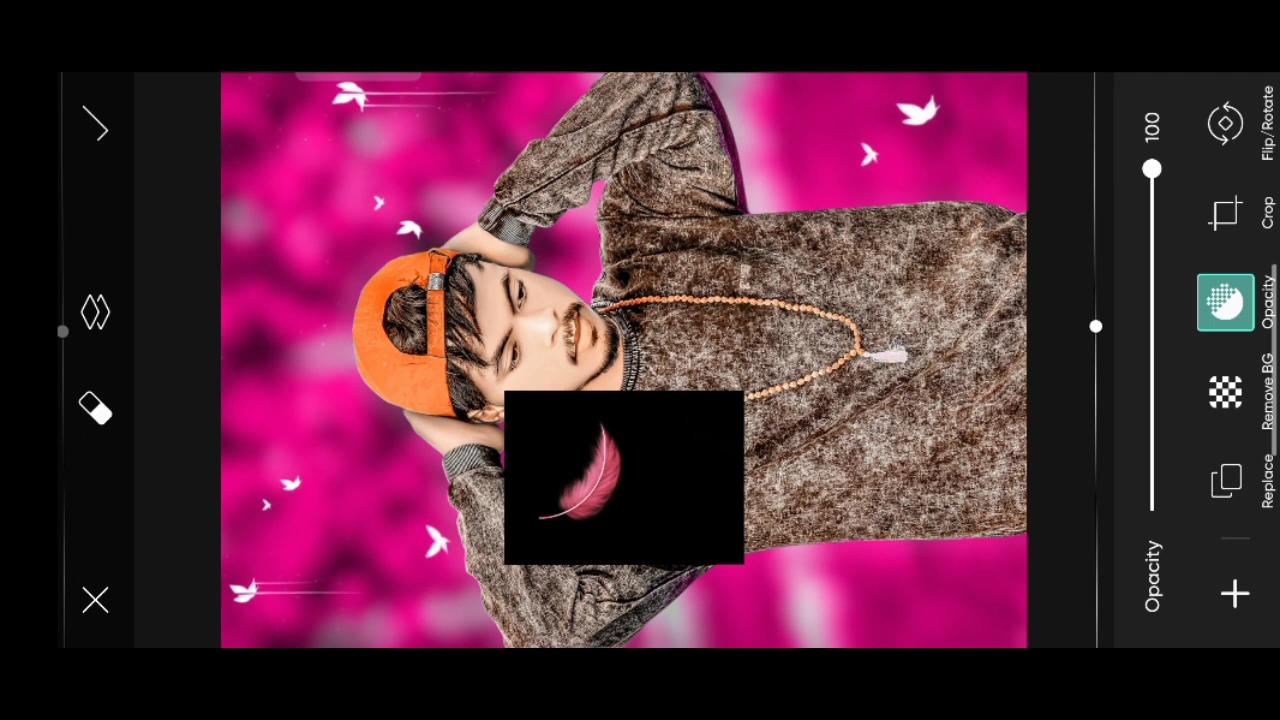 Opacity
100
Replace
Remove BG
Opacity
Crop
Flip/Rotate